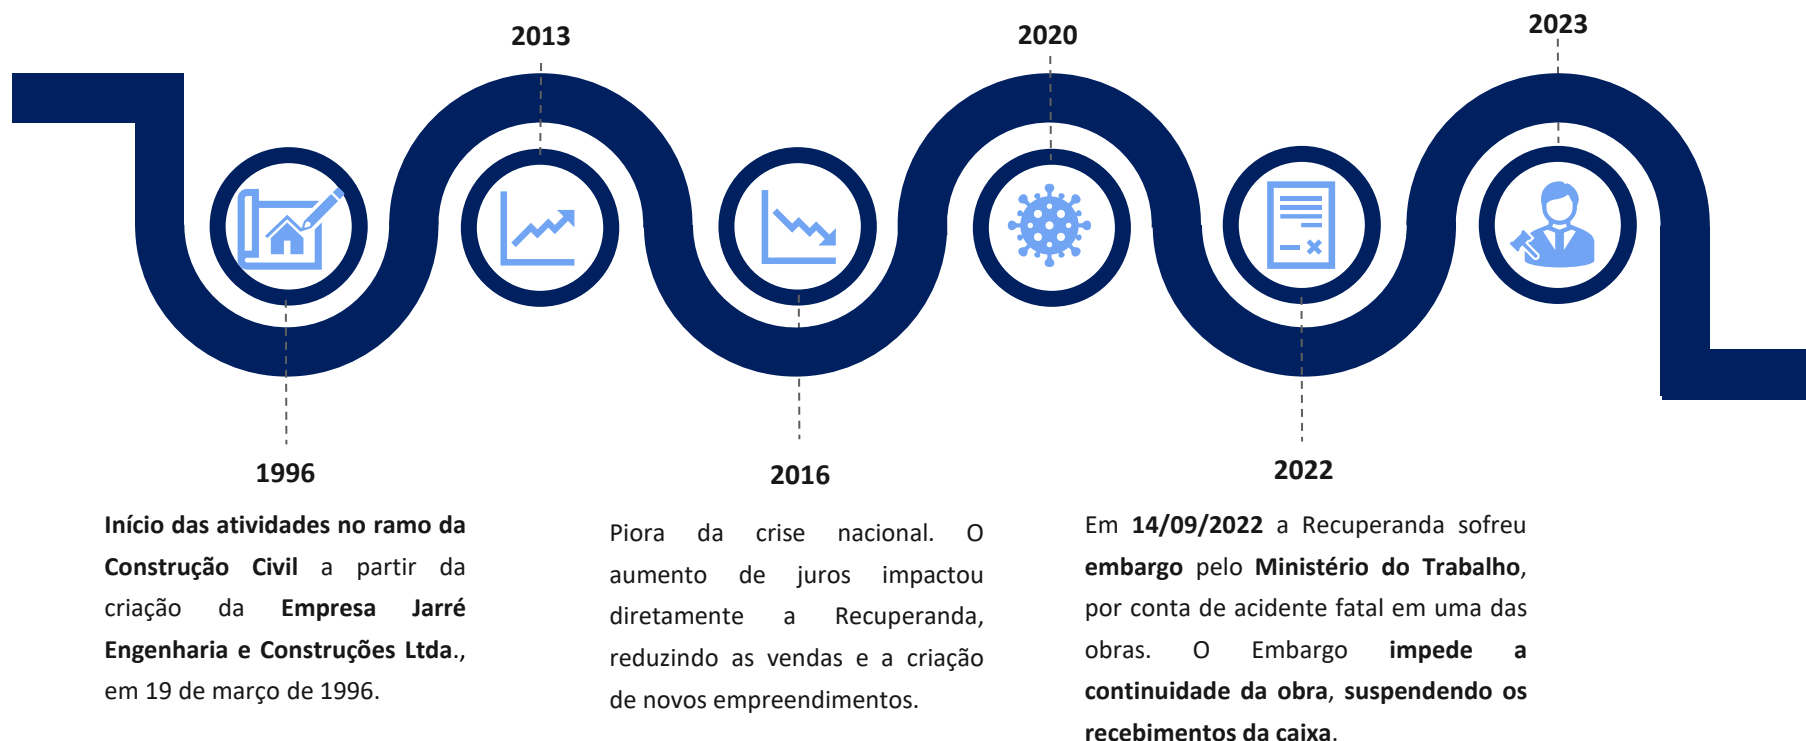 2013
2020
2023
1996
Início das atividades no ramo da
Construção Civil a partir da
criação da Empresa Jarré
Engenharia e Construções Ltda.,
em 19 de março de 1996.
2016
Piora da crise nacional. O
aumento de juros impactou
diretamente a Recuperanda,
reduzindo as vendas e a criação
de novos empreendimentos.
2022
Em 14/09/2022 a Recuperanda sofreu
embargo pelo Ministério do Trabalho,
por conta de acidente fatal em uma das
obras. O Embargo impede a
continuidade da obra, suspendendo os
recebimentos da caixa.